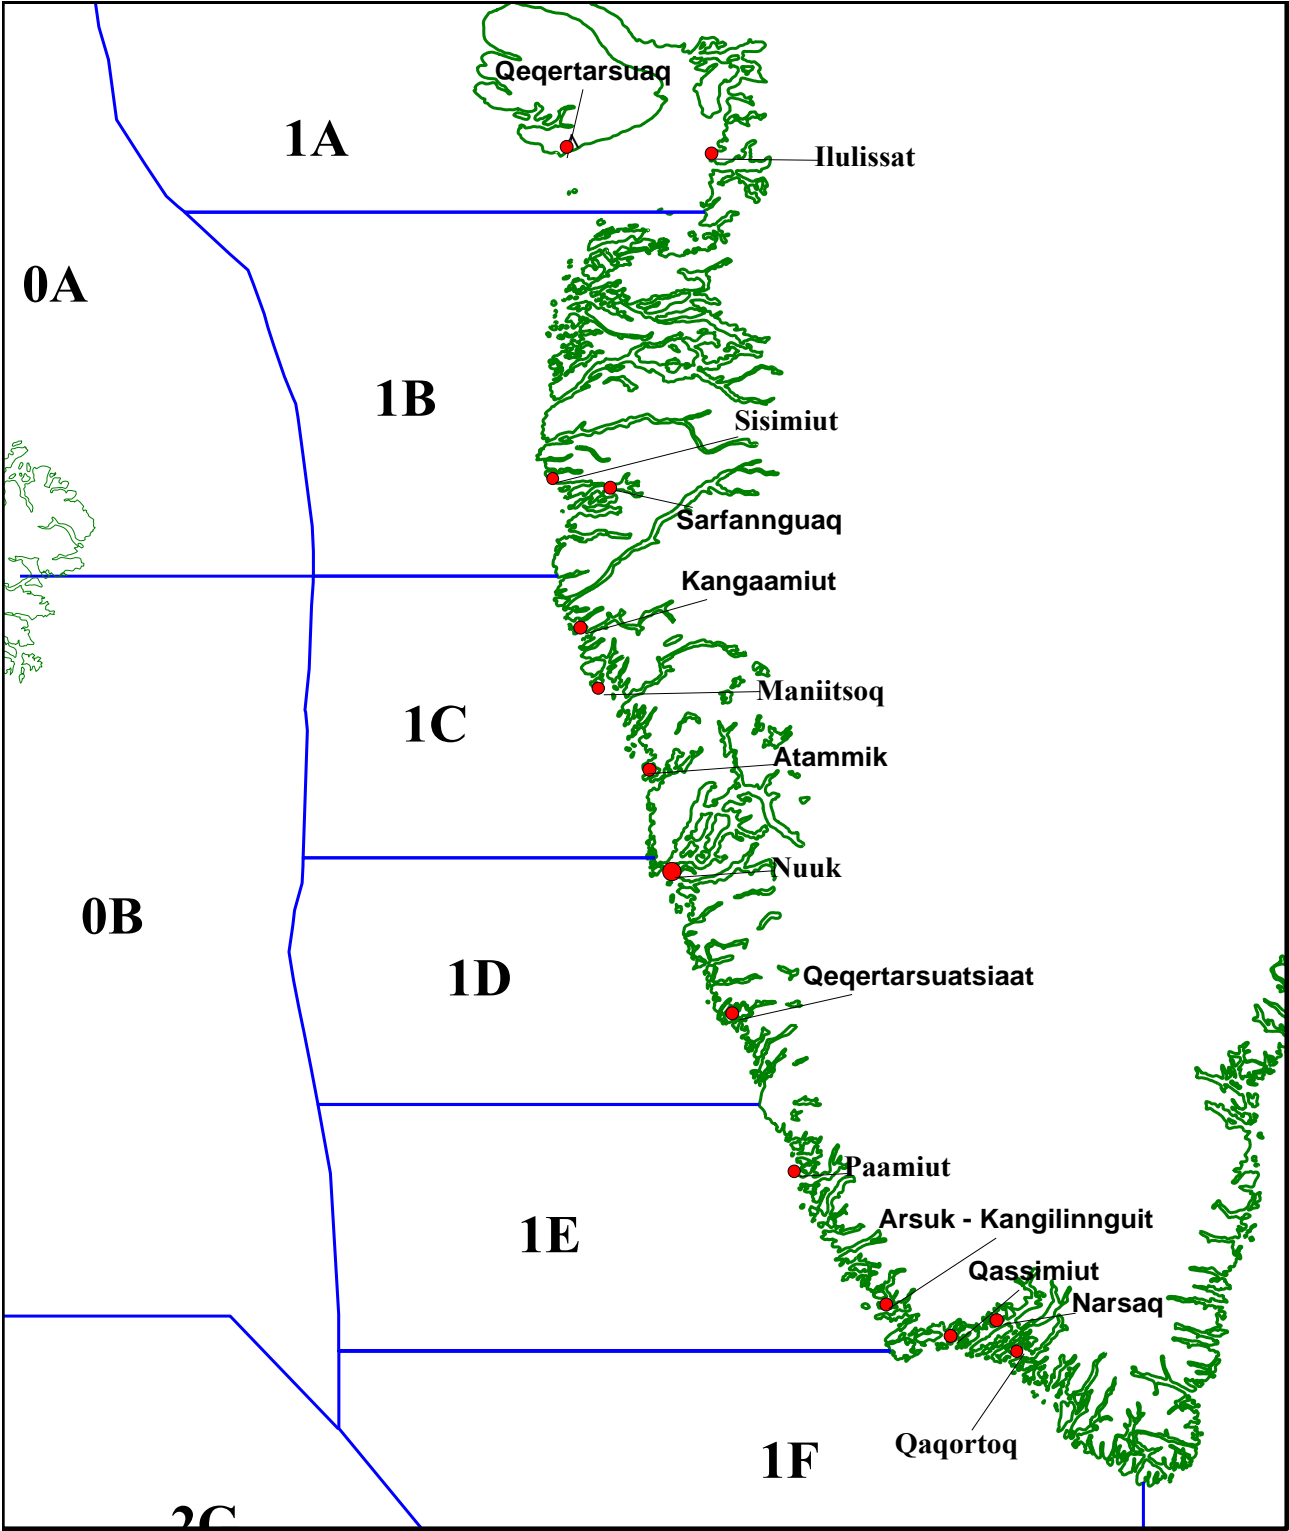 Qeqertarsuaq
1A
Ilulissat
0A
1B
Sisimiut
Sarfannguaq
Kangaamiut
Maniitsoq
1C
Atammik
Nuuk
0B
1D
Qeqertarsuatsiaat
Paamiut
Arsuk - Kangilinnguit
1E
Qassimiut
Narsaq
Qaqortoq
1F
2C